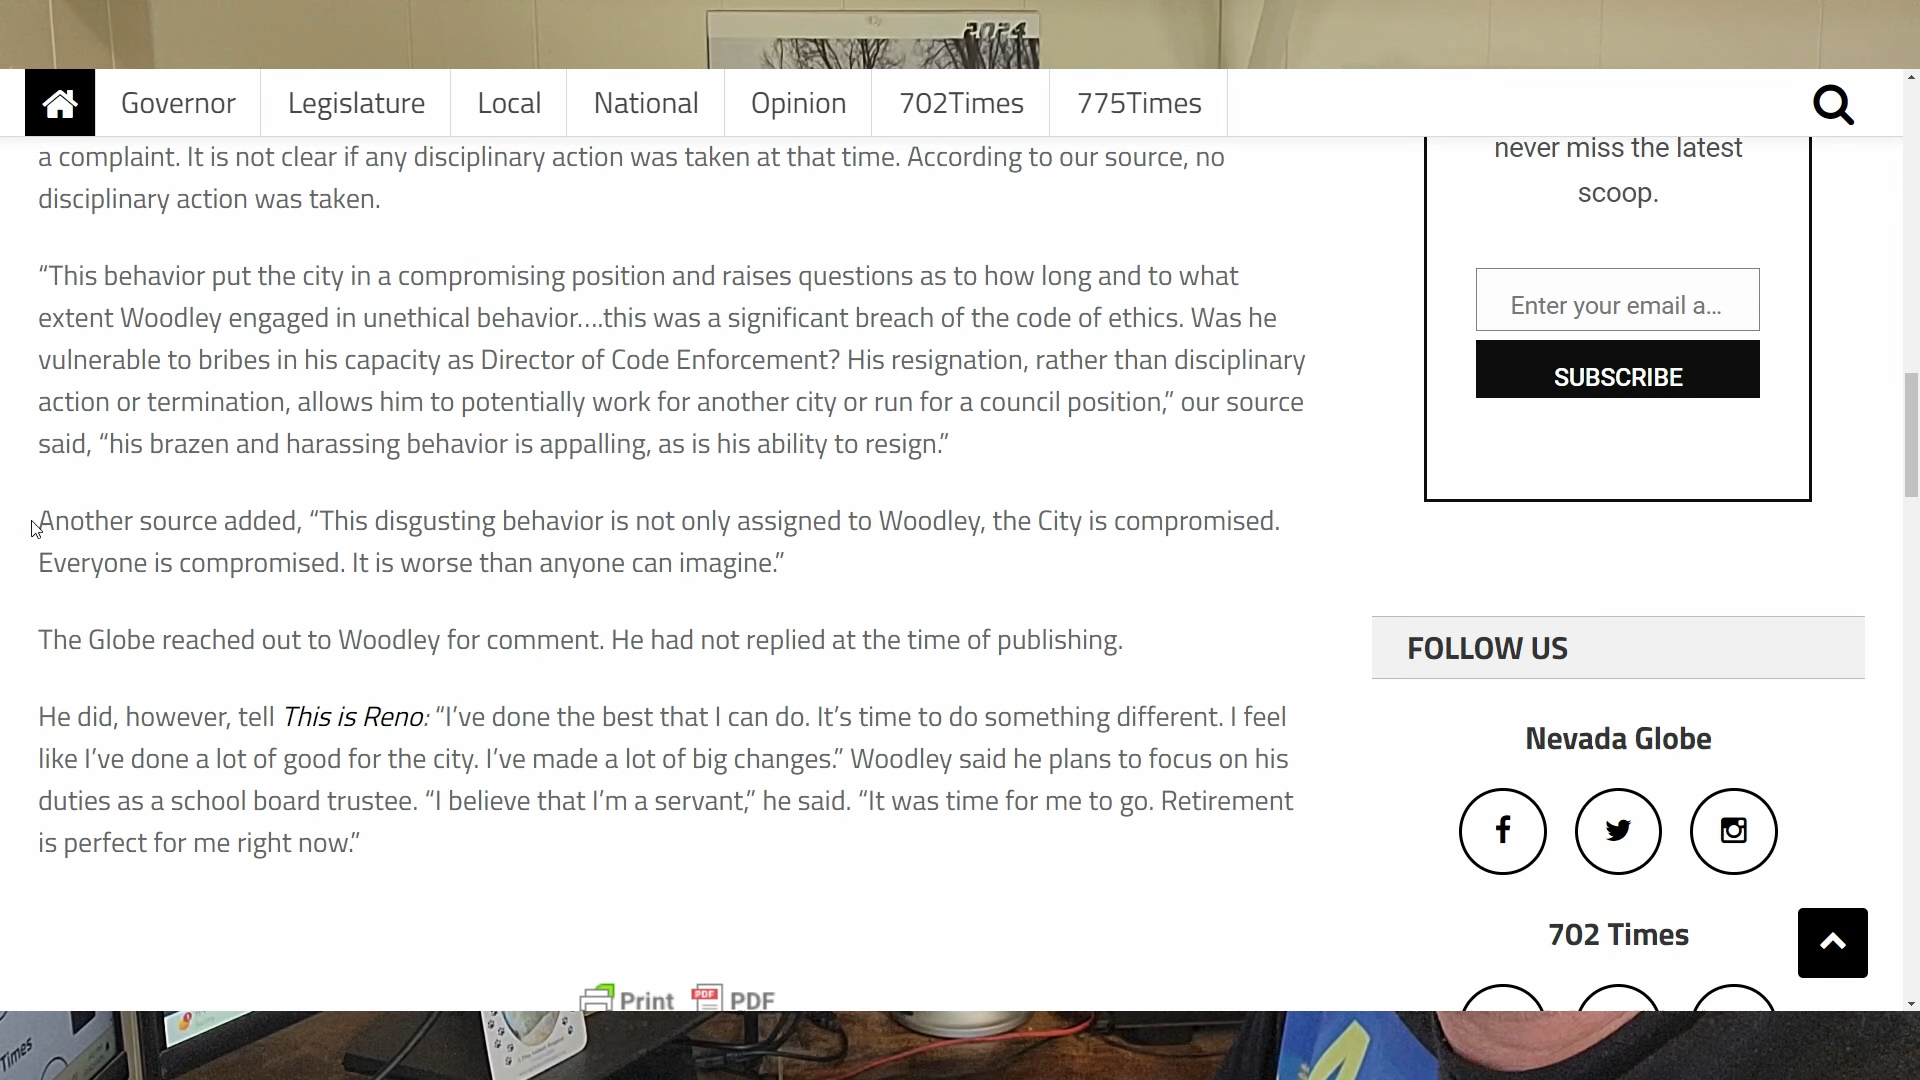 2024
Governor
Legislature
Local
National
Opinion
702Times
775Times
a complaint. It is not clear if any disciplinary action was taken at that time. According to our source, no
disciplinary action was taken.
“This behavior put the city in a compromising position and raises questions as to how long and to what
extent Woodley engaged in unethical behavior….this was a significant breach of the code of ethics. Was he
vulnerable to bribes in his capacity as Director of Code Enforcement? His resignation, rather than disciplinary
action or termination, allows him to potentially work for another city or run for a council position,” our source
said, “his brazen and harassing behavior is appalling, as is his ability to resign.”
Another source added, “This disgusting behavior is not only assigned to Woodley, the City is compromised.
Everyone is compromised. It is worse than anyone can imagine.”
The Globe reached out to Woodley for comment. He had not replied at the time of publishing.
He did, however, tell This is Reno: “I’ve done the best that I can do. It’s time to do something different. I feel
like I’ve done a lot of good for the city. I’ve made a lot of big changes.” Woodley said he plans to focus on his
duties as a school board trustee. “I believe that I’m a servant,” he said. “It was time for me to go. Retirement
is perfect for me right now.”
Print
PDF
PDF
never miss the latest
scoop.
Enter your email a...
SUBSCRIBE
FOLLOW US
Nevada Globe
702 Times
Times